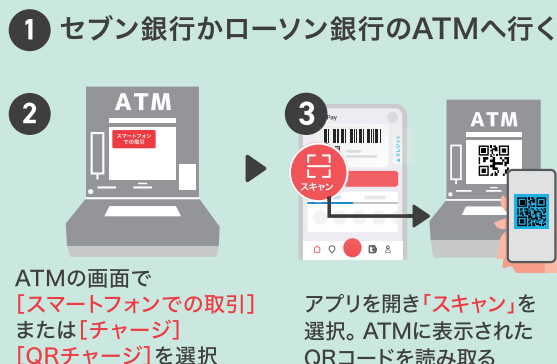 1 セブン銀行かローソン銀行のATMへ行く
2
ATM
スマートフォン
での取引
3
Pay
スキャン
クレジット
ATM
ATMの画面で
[スマートフォンでの取引]
または[チャージ]
[QRチャージ]を選択
アプリを開き「スキャン」を
選択。ATMに表示された
QRコードを読み取る